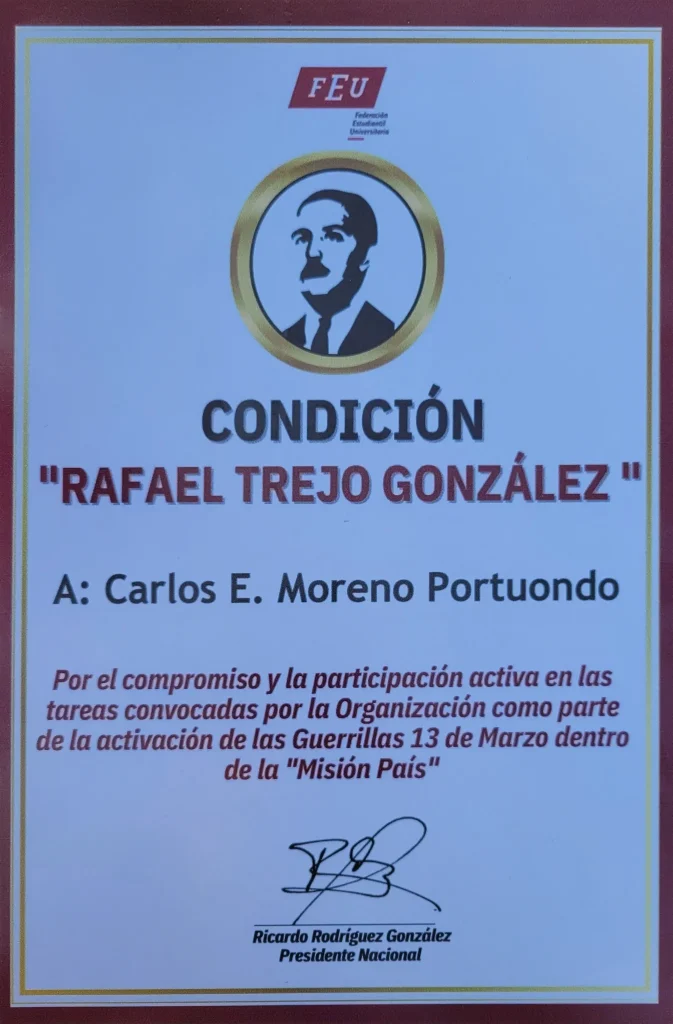 FEU
Federación
Estudiantil
Universitaria
CONDICIÓN
"RAFAEL TREJO GONZÁLEZ "
A: Carlos E. Moreno Portuondo
Por el compromiso y la participación activa en las
tareas convocadas por la Organización como parte
de la activación de las Guerrillas 13 de Marzo dentro
de la "Misión País"
Ricardo Rodríguez González
Presidente Nacional